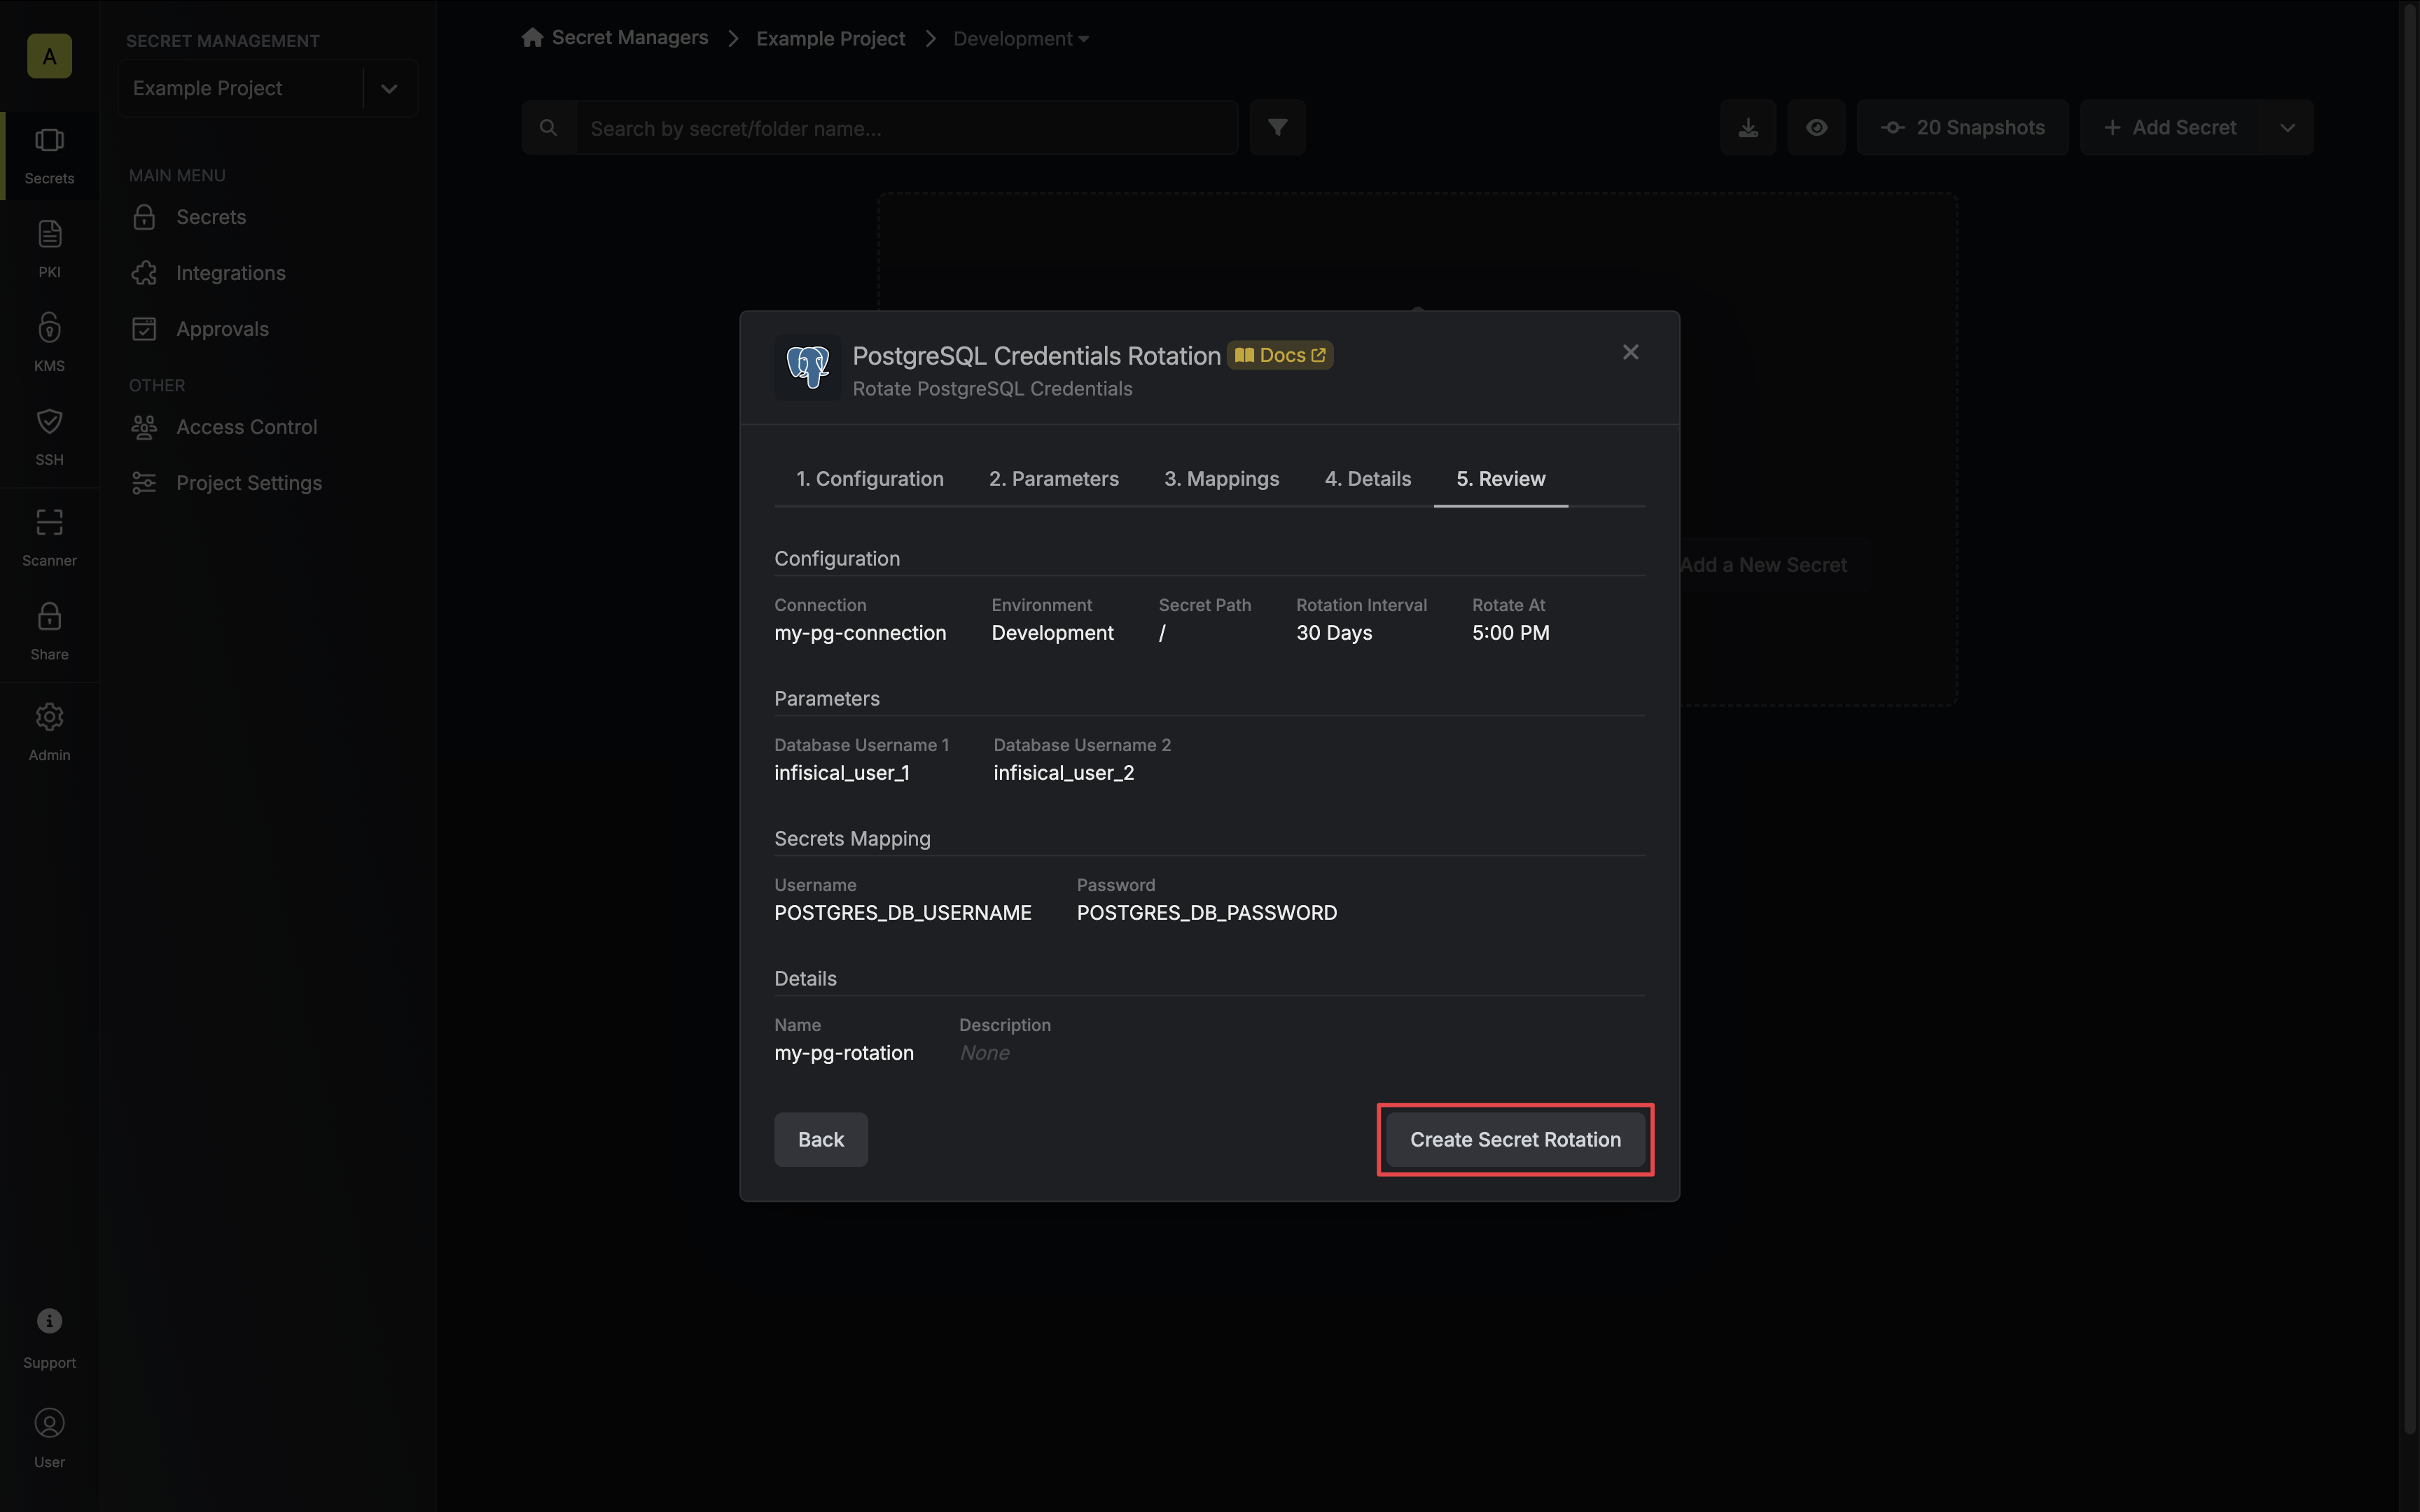 A
Secrets
PKI
KMS
SSH
Scanner
Share
Admin
Support
User
SECRET MANAGEMENT
Example Project
MAIN MENU
Secrets
Integrations
Approvals
OTHER
Access Control
Project Settings
Secret Managers
Example Project
Development
Search by secret/folder name...
20 Snapshots
Add Secret
Add a New Secret
PostgreSQL Credentials Rotation Docs
Rotate PostgreSQL Credentials
1. Configuration 2. Parameters 3. Mappings 4. Details 5. Review
Configuration
Connection Environment Secret Path Rotation Interval Rotate At
my-pg-connection Development / 30 Days 5:00 PM
Parameters
Database Username 1 Database Username 2
infisical_user_1 infisical_user_2
Secrets Mapping
Username Password
POSTGRES_DB_USERNAME POSTGRES_DB_PASSWORD
Details
Name Description
my-pg-rotation None
Back Create Secret Rotation